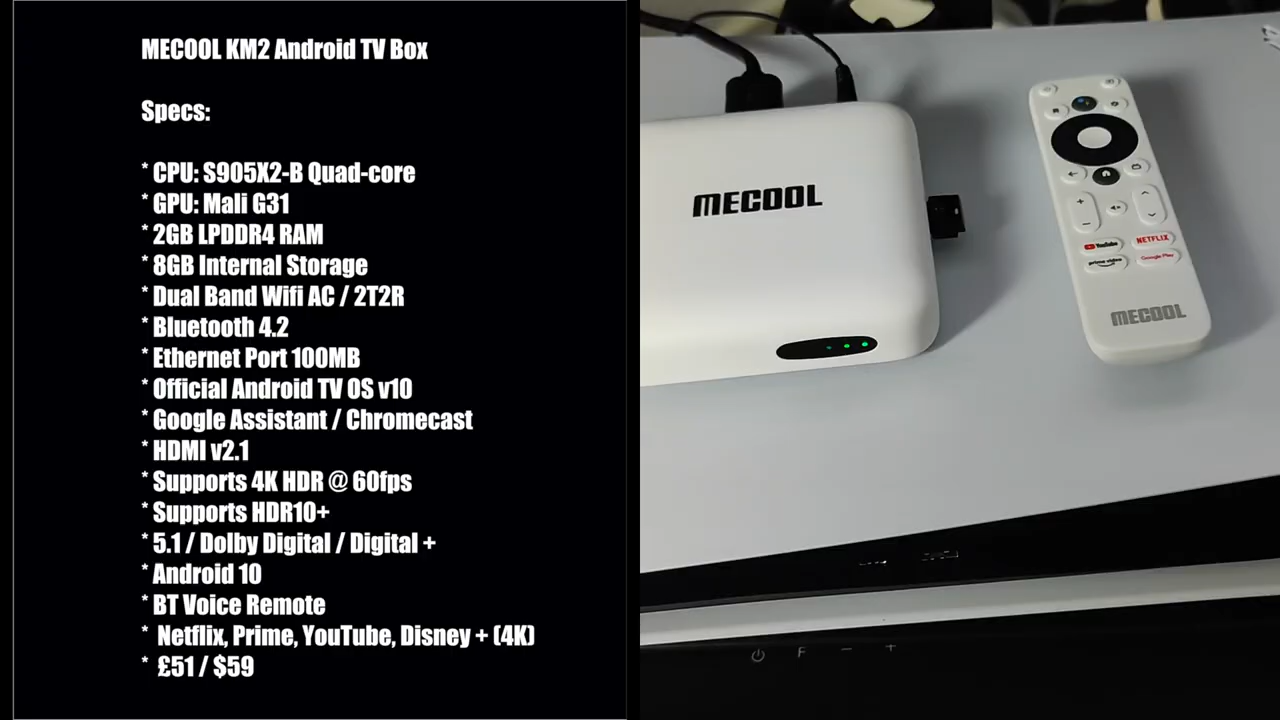 MECOOL KM2 Android TV Box
Specs:
* CPU: S905X2-B Quad-core
* GPU: Mali G31
* 2GB LPDDR4 RAM
* 8GB Internal Storage
* Dual Band Wifi AC / 2T2R
* Bluetooth 4.2
* Ethernet Port 100MB
* Official Android TV OS v10
* Google Assistant / Chromecast
* HDMI v2.1
* Supports 4K HDR @ 60fps
* Supports HDR10+
* 5.1 / Dolby Digital / Digital +
* Android 10
* BT Voice Remote
* Netflix, Prime, YouTube, Disney + (4K)
* £51 / $59
MECOOL
YouTube NETFLIX
prime video Google Play
MECOOL
F - +